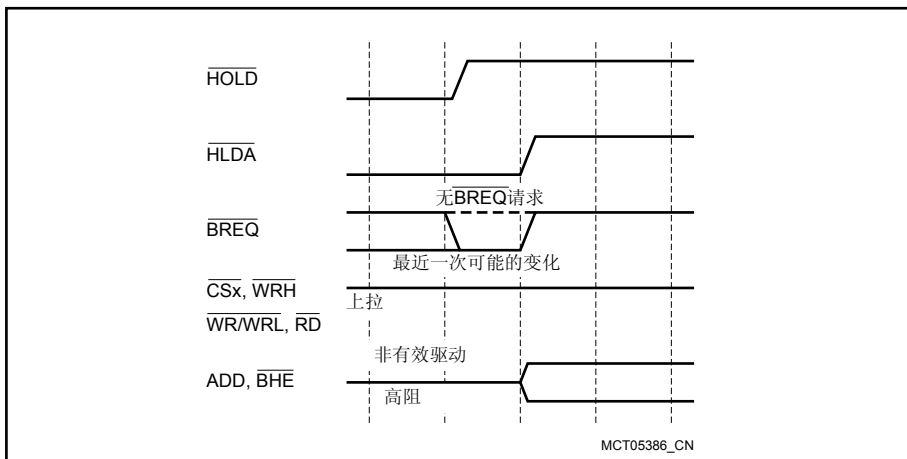 HOLD
HLDA
无BREQ请求
BREQ
最近一次可能的变化
CSx, WRH
上拉
WR/WRL, RD
非有效驱动
ADD, BHE
高阻
MCT05386_CN